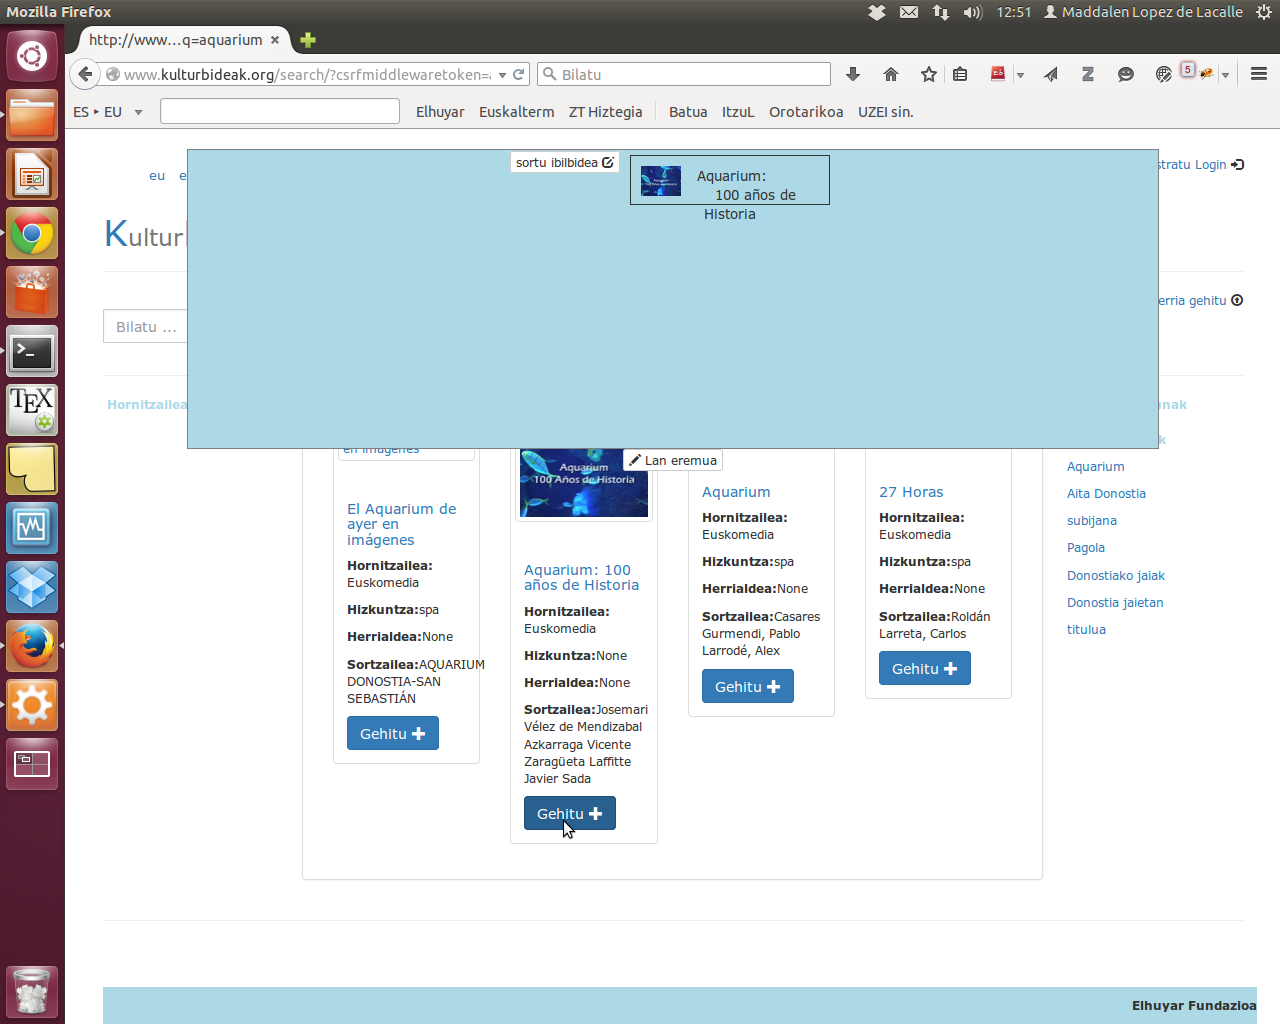 Mozilla Firefox
12:51 Maddalen Lopez de Lacalle
http://www...q=aquarium
www.kulturbideak.org/search/?csrfmiddlewaretoken=
Bilatu
5
ES ▸ EU
Elhuyar Euskalterm ZT Hiztegia Batua ItzuL Orotarikoa UZEI sin.
eu e
sortu ibilbidea
Aquarium:
100 años de
Historia
stratu Login
Kultur
erria gehitu
Bilatu ...
Hornitzailea
unak
k
en imágenes
Aquarium
100 Años de Historia
Lan eremua
El Aquarium de
ayer en
imágenes
Hornitzailea:
Euskomedia
Hizkuntza:spa
Herrialdea:None
Sortzailea:AQUARIUM
DONOSTIA-SAN
SEBASTIÁN
Gehitu
Aquarium: 100
años de Historia
Hornitzailea:
Euskomedia
Hizkuntza:None
Herrialdea:None
Sortzailea:Josemari
Vélez de Mendizabal
Azkarraga Vicente
Zaragüeta Laffitte
Javier Sada
Gehitu
Aquarium
Hornitzailea:
Euskomedia
Hizkuntza:spa
Herrialdea:None
Sortzailea:Casares
Gurmendi, Pablo
Larrodé, Alex
Gehitu
27 Horas
Hornitzailea:
Euskomedia
Hizkuntza:spa
Herrialdea:None
Sortzailea:Roldán
Larreta, Carlos
Gehitu
Aquarium
Aita Donostia
subijana
Pagola
Donostiako jaiak
Donostia jaietan
titulua
Elhuyar Fundazioa
TEX